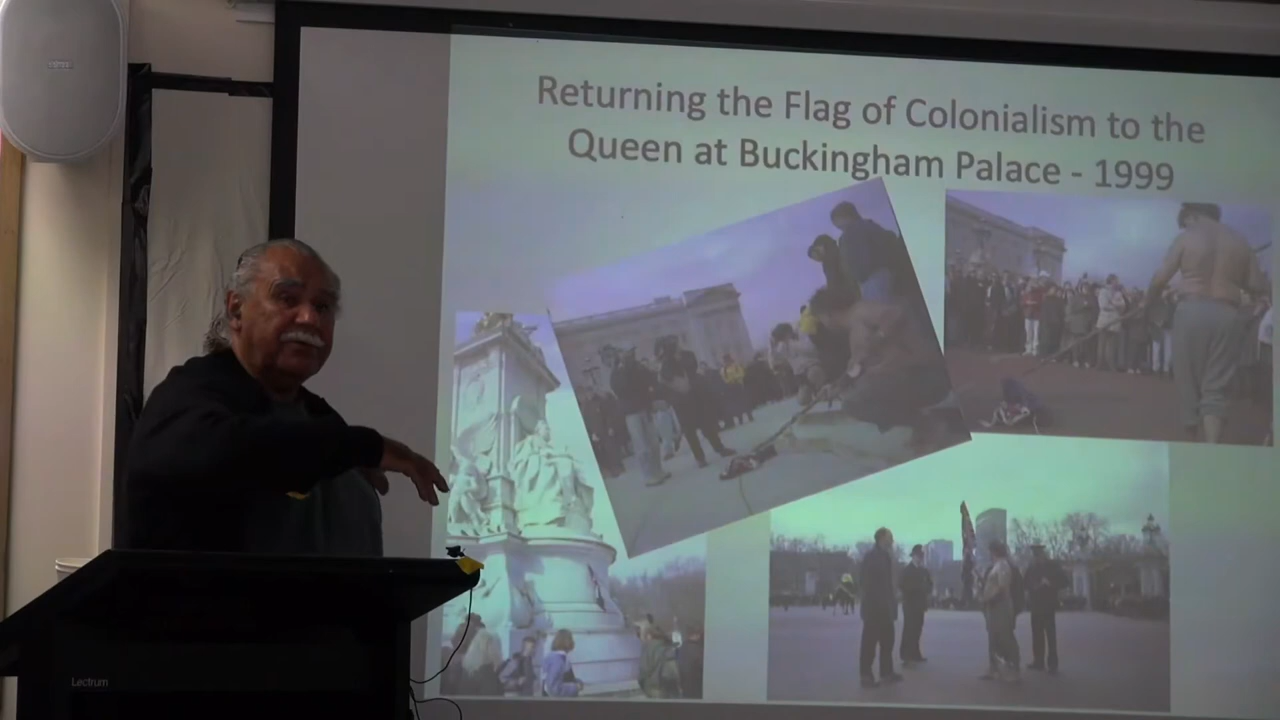 Returning the Flag of Colonialism to the
Queen at Buckingham Palace - 1999
Lectrum